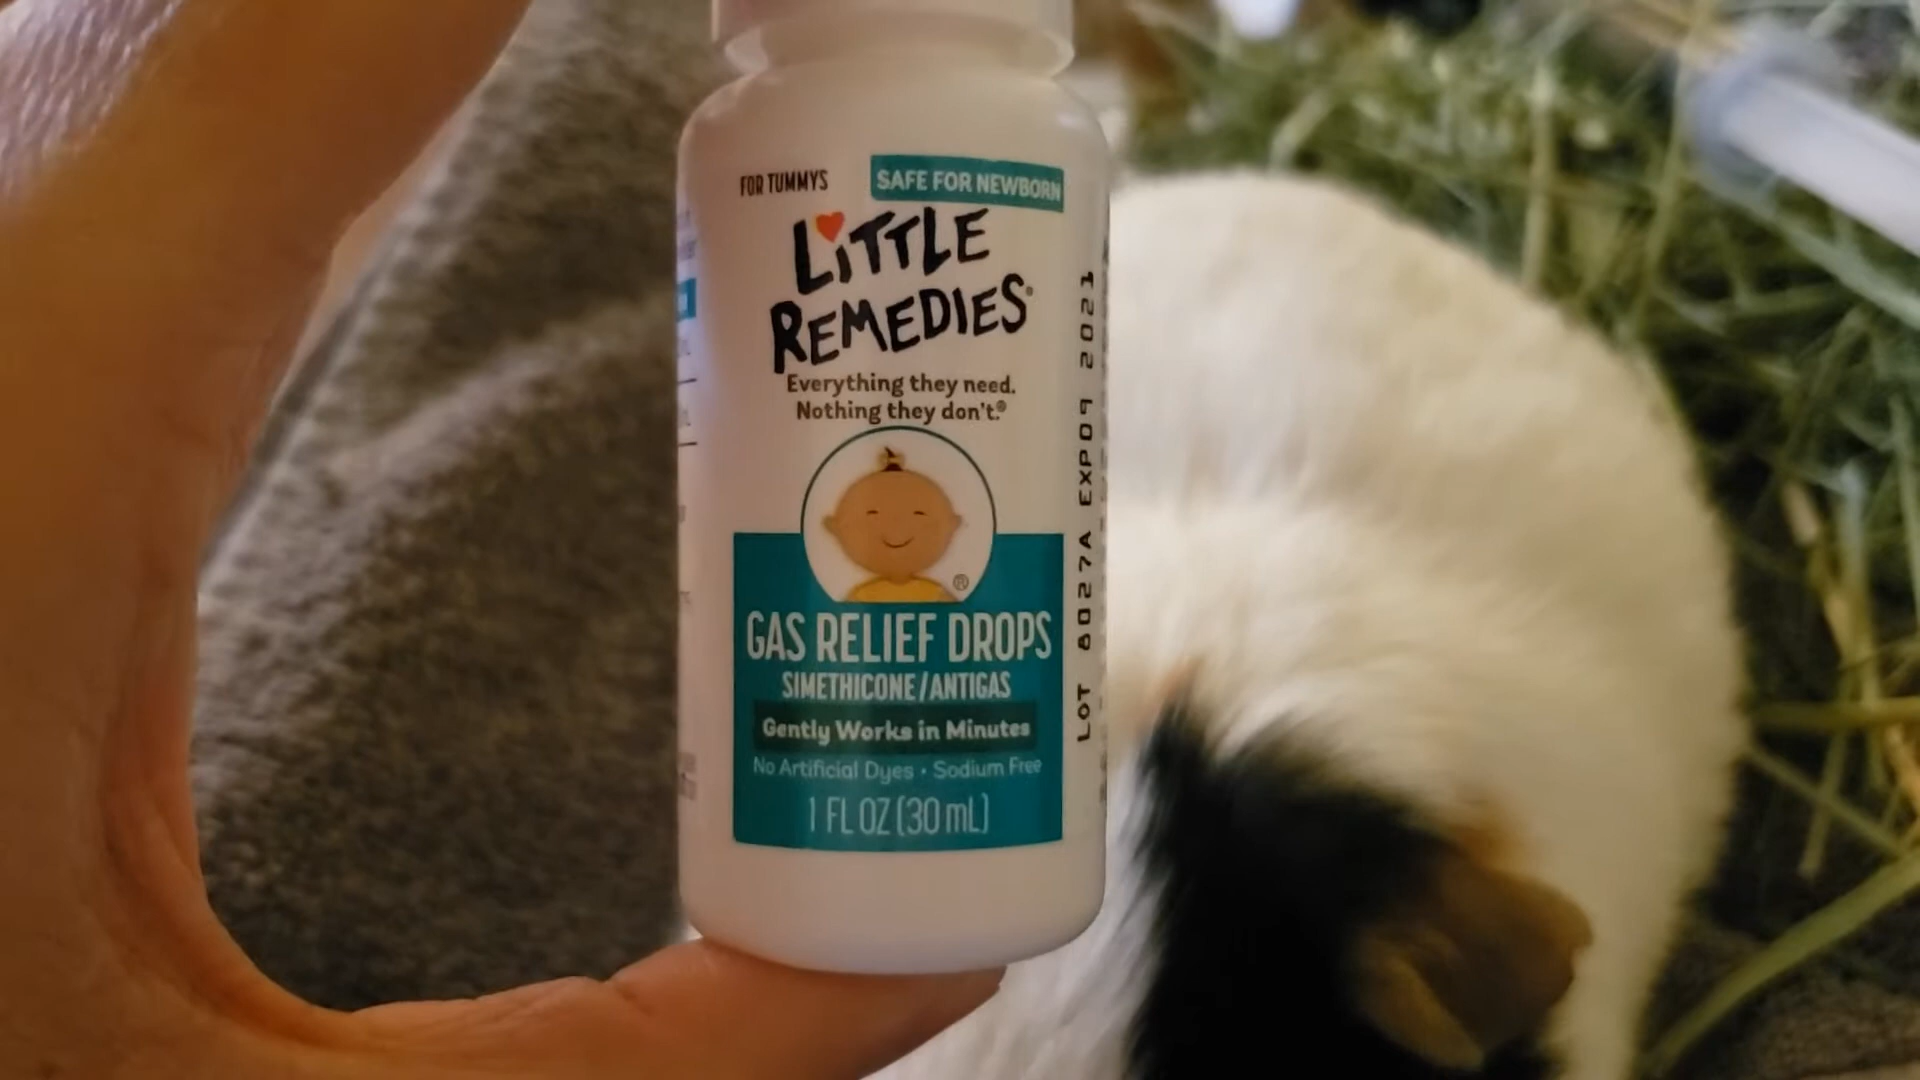 FOR TUMMYS
SAFE FOR NEWBORN
LiTTLE
REMEDIES®
Everything they need.
Nothing they don't.®
®
GAS RELIEF DROPS
SIMETHICONE/ANTIGAS
Gently Works in Minutes
No Artificial Dyes • Sodium Free
1 FL OZ (30 mL)
LOT 8027A EXP09 2021